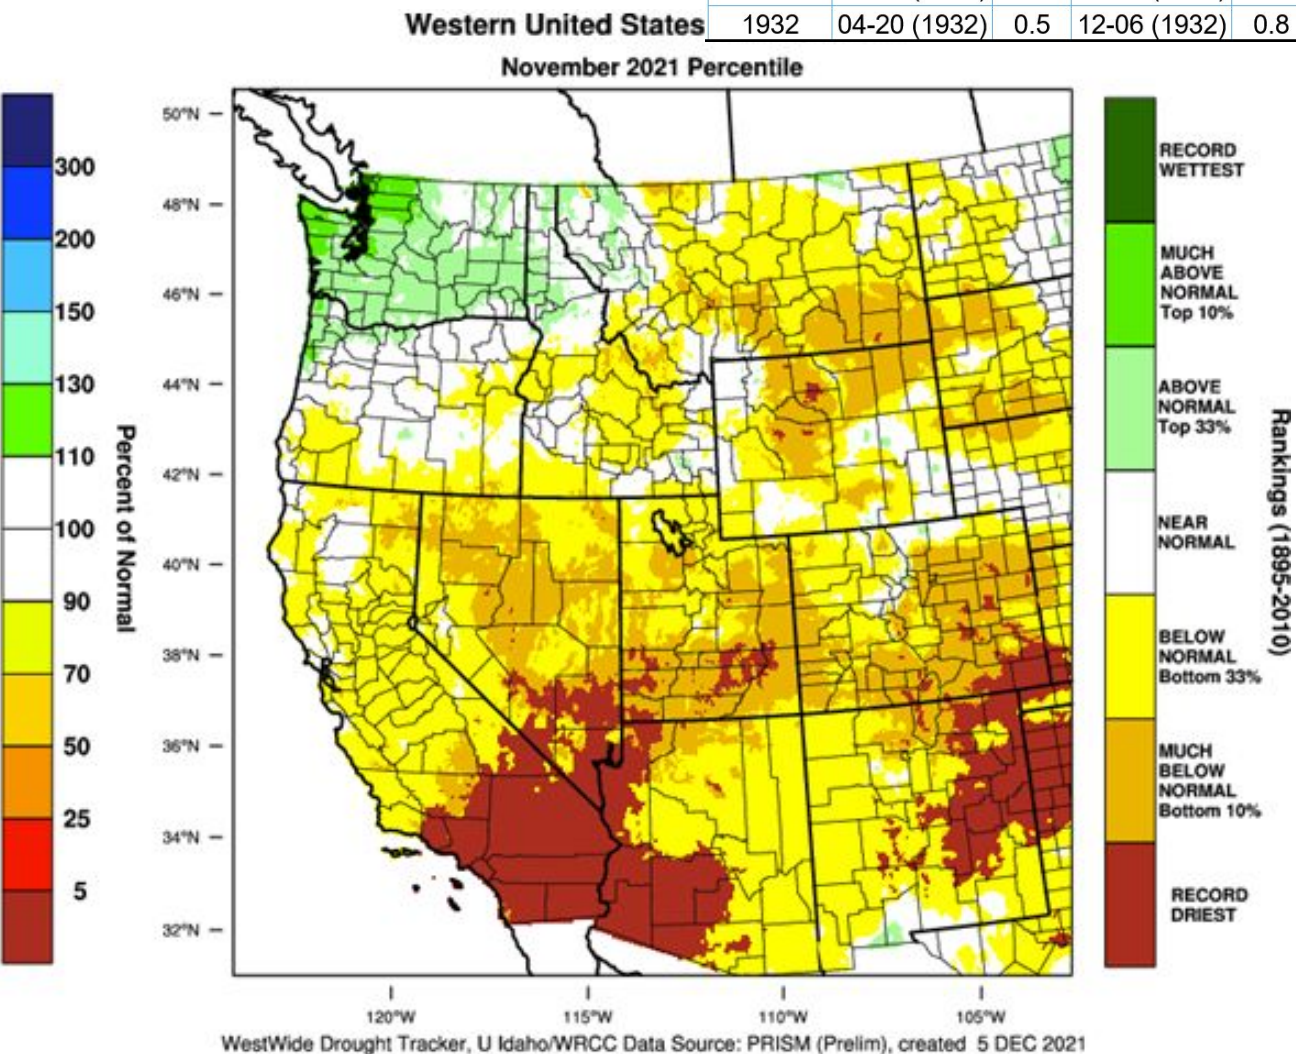 1932 04-20 (1932) 0.5 12-06 (1932) 0.8
Western United States
November 2021 Percentile
300
200
150
130
110
100
90
70
50
25
5
Percent of Normal
50°N
48°N
46°N
44°N
42°N
40°N
38°N
36°N
34°N
32°N
120°W 115°W 110°W 105°W
RECORD
WETTEST
MUCH
ABOVE
NORMAL
Top 10%
ABOVE
NORMAL
Top 33%
NEAR
NORMAL
BELOW
NORMAL
Bottom 33%
MUCH
BELOW
NORMAL
Bottom 10%
RECORD
DRIEST
Rankings (1895-2010)
WestWide Drought Tracker, U Idaho/WRCC Data Source: PRISM (Prelim), created 5 DEC 2021